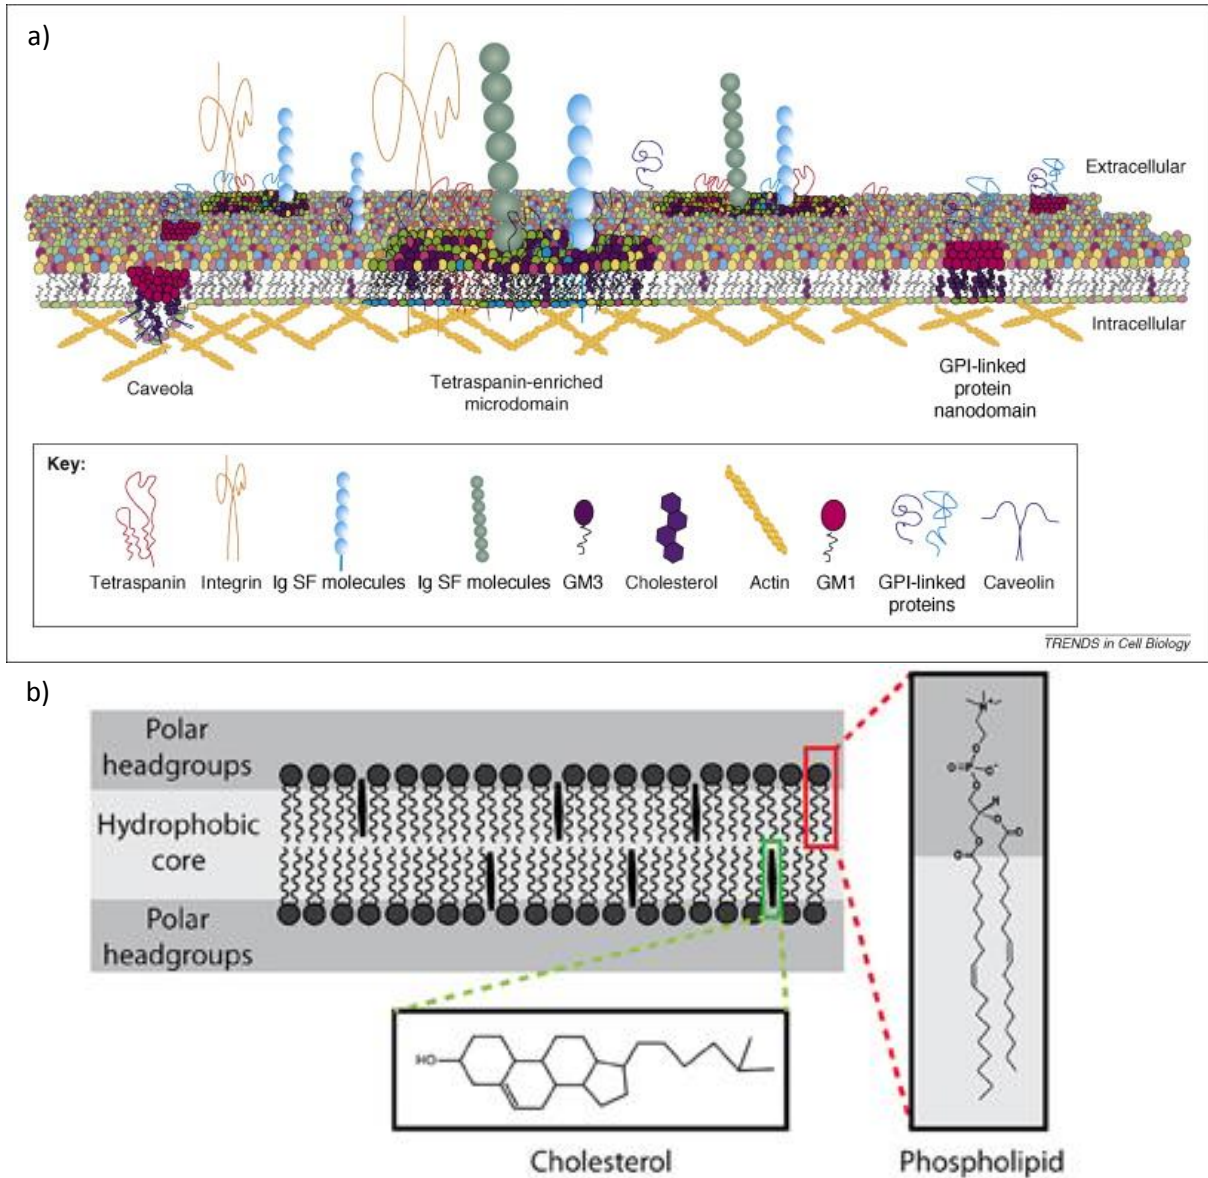 a)
Extracellular
Intracellular
Caveola
Tetraspanin-enriched
microdomain
GPI-linked
protein
nanodomain
Key:
Tetraspanin Integrin Ig SF molecules Ig SF molecules GM3 Cholesterol Actin GM1 GPI-linked Caveolin
proteins
TRENDS in Cell Biology
b)
Polar
headgroups
Hydrophobic
core
Polar
headgroups
HO
Cholesterol
N+
O
O P O-
O
H
O
O
O
O
Phospholipid